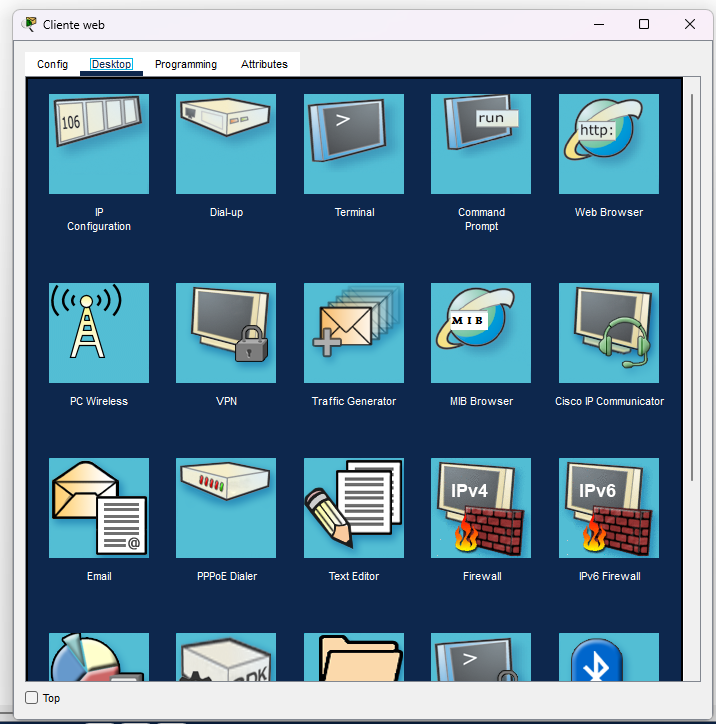 Cliente web
Config Desktop Programming Attributes
106
>
run
http:
IP
Configuration
Dial-up
Terminal
Command
Prompt
Web Browser
MIB
PC Wireless
VPN
Traffic Generator
MIB Browser
Cisco IP Communicator
@
IPv4
IPv6
Email
PPPoE Dialer
Text Editor
Firewall
IPv6 Firewall
>
Top